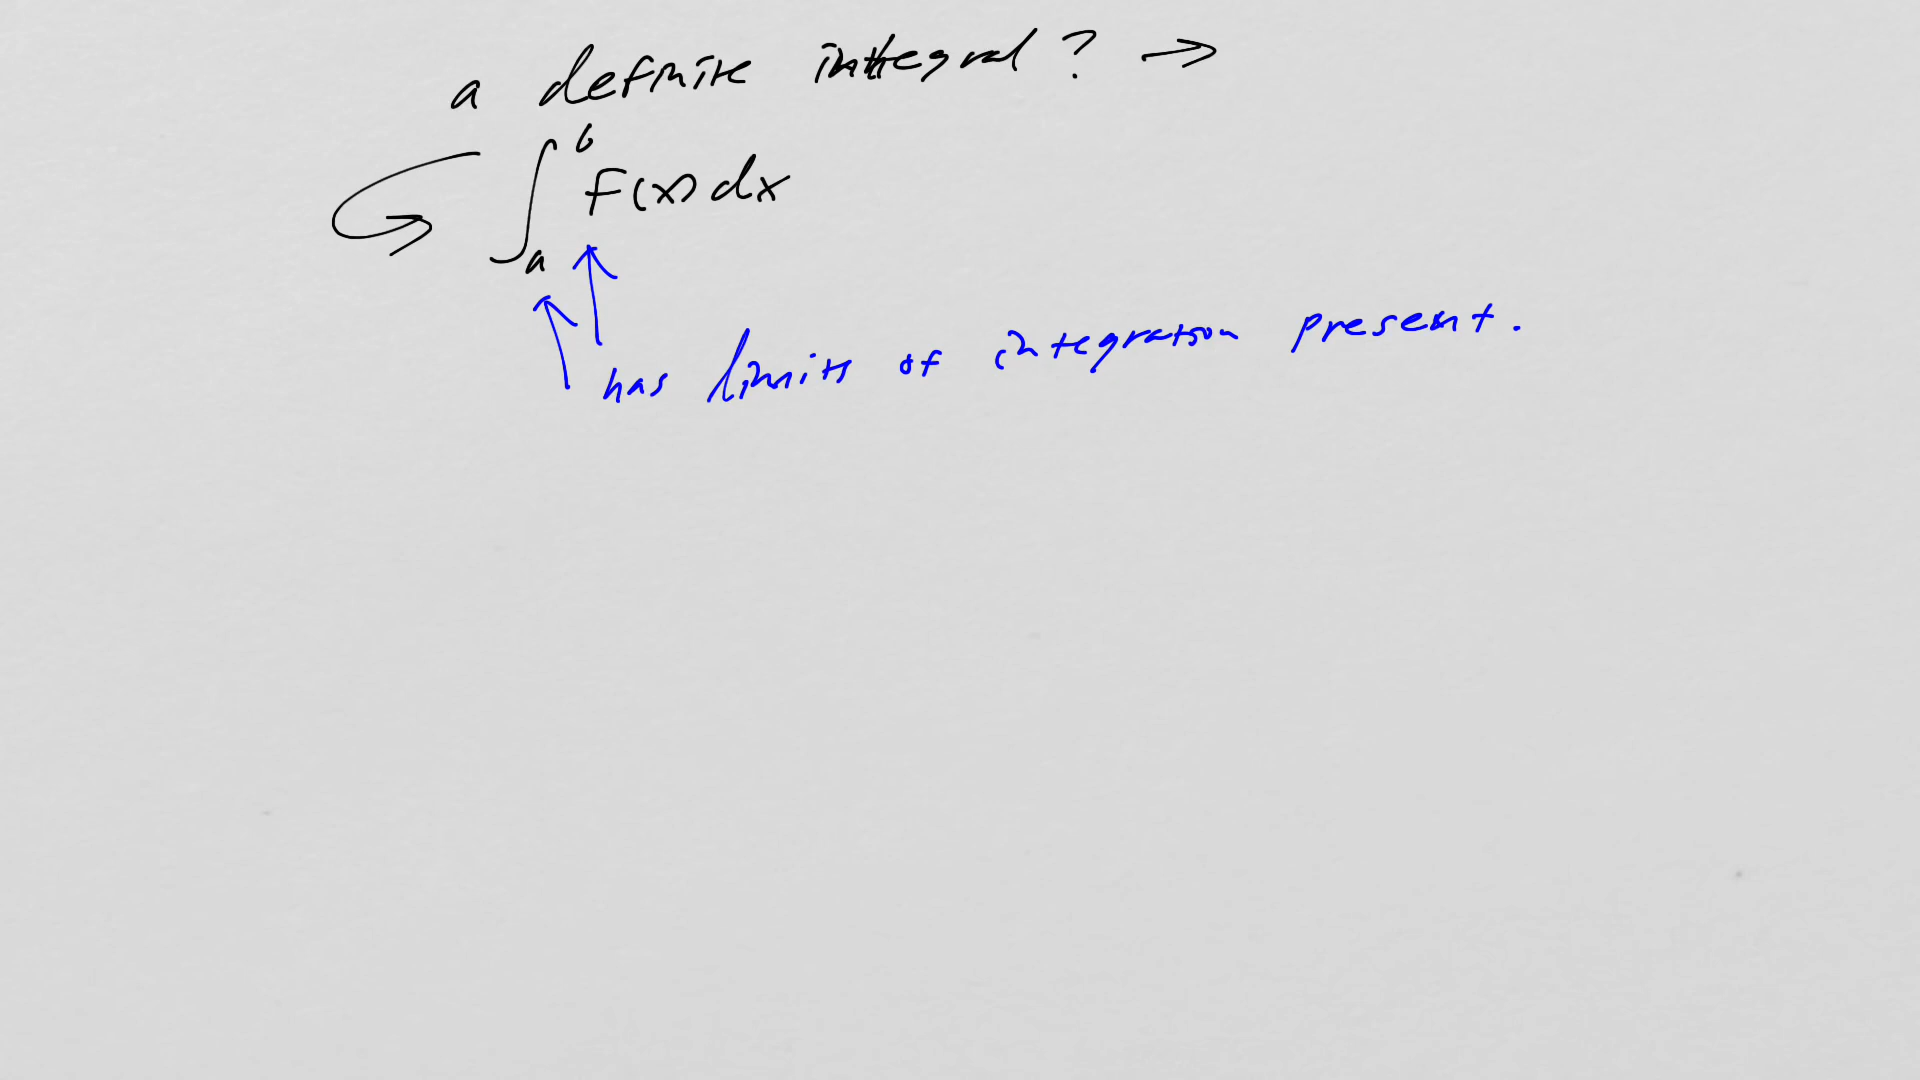 a definite integral? →
∫_a^b f(x) dx
has limits of integration present.